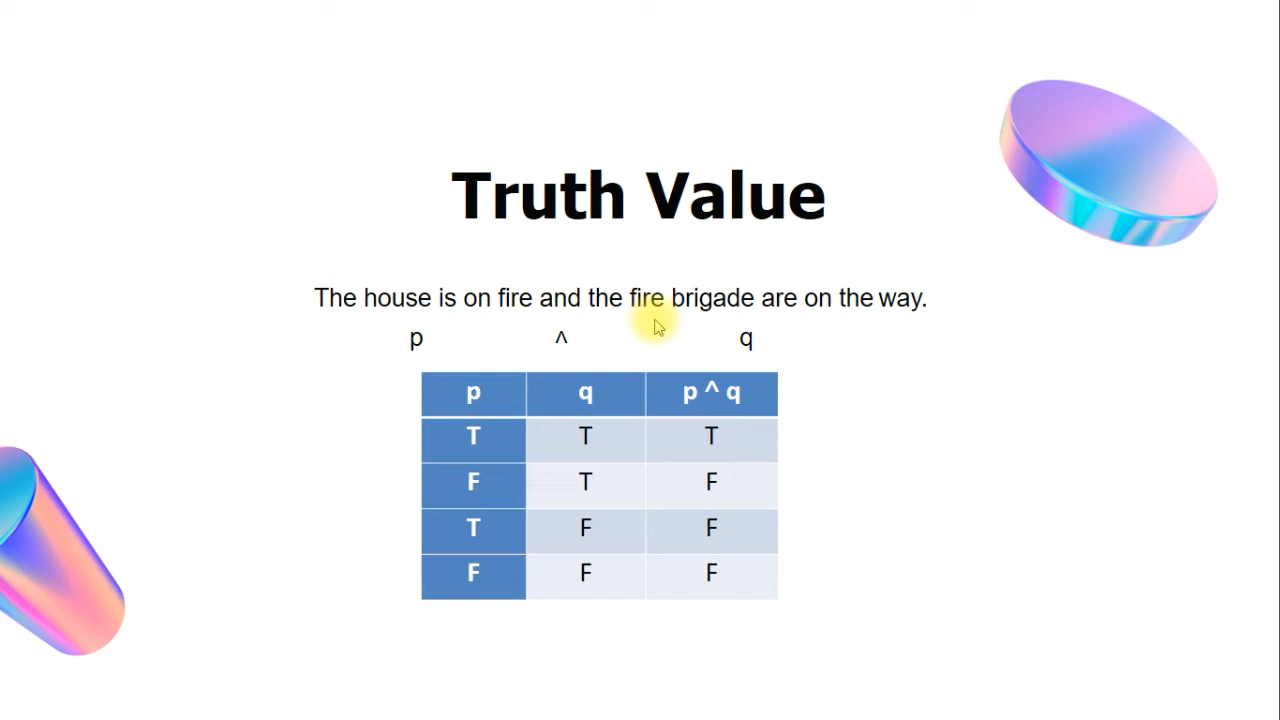 Truth Value
The house is on fire and the fire brigade are on the way.
p ^ q
p q p ^ q
T T T
F T F
T F F
F F F